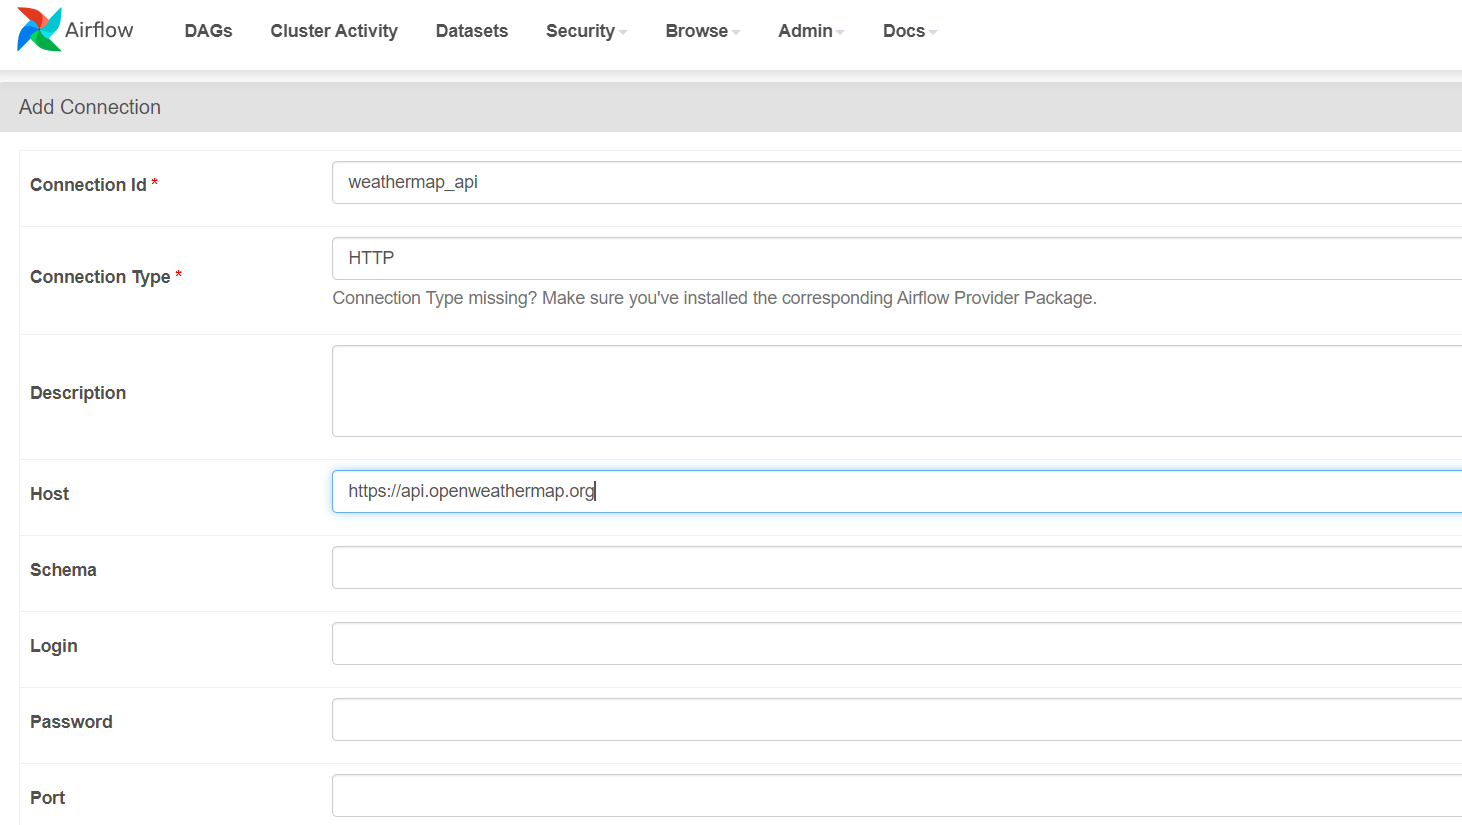 Airflow DAGs Cluster Activity Datasets Security Browse Admin Docs
Add Connection
Connection Id * weathermap_api
Connection Type * HTTP
Connection Type missing? Make sure you've installed the corresponding Airflow Provider Package.
Description
Host https://api.openweathermap.org
Schema
Login
Password
Port